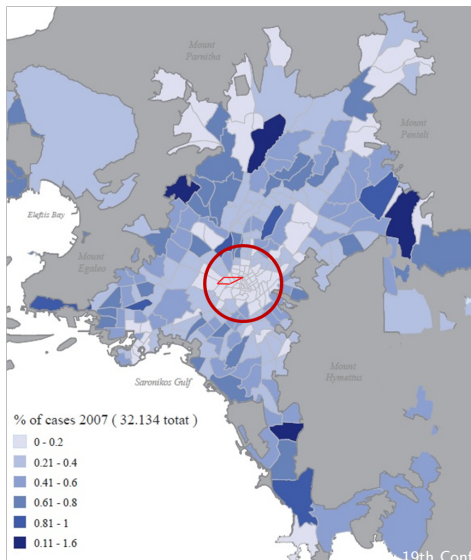 Mount
Parnitha
Mount
Penteli
Elefsis Bay
Mount
Egaleo
Mount
Hymettus
Saronikos Gulf
% of cases 2007 ( 32.134 totat )
0 - 0.2
0.21 - 0.4
0.41 - 0.6
0.61 - 0.8
0.81 - 1
0.11 - 1.6
19th Con